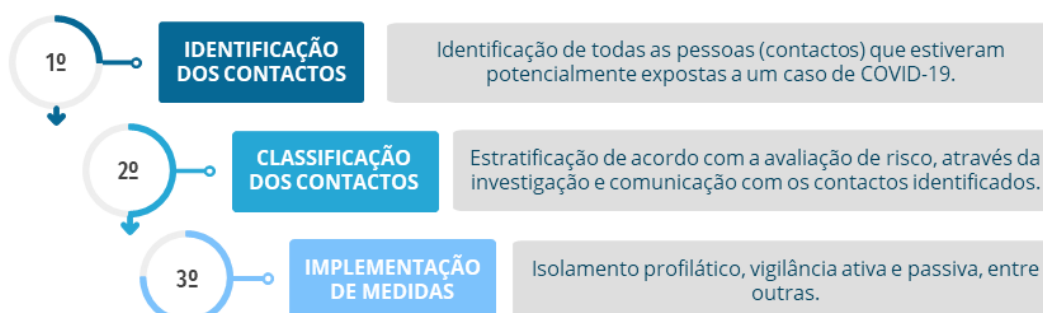 1º
IDENTIFICAÇÃO
DOS CONTACTOS
Identificação de todas as pessoas (contactos) que estiveram
potencialmente expostas a um caso de COVID-19.
2º
CLASSIFICAÇÃO
DOS CONTACTOS
Estratificação de acordo com a avaliação de risco, através da
investigação e comunicação com os contactos identificados.
3º
IMPLEMENTAÇÃO
DE MEDIDAS
Isolamento profilático, vigilância ativa e passiva, entre
outras.